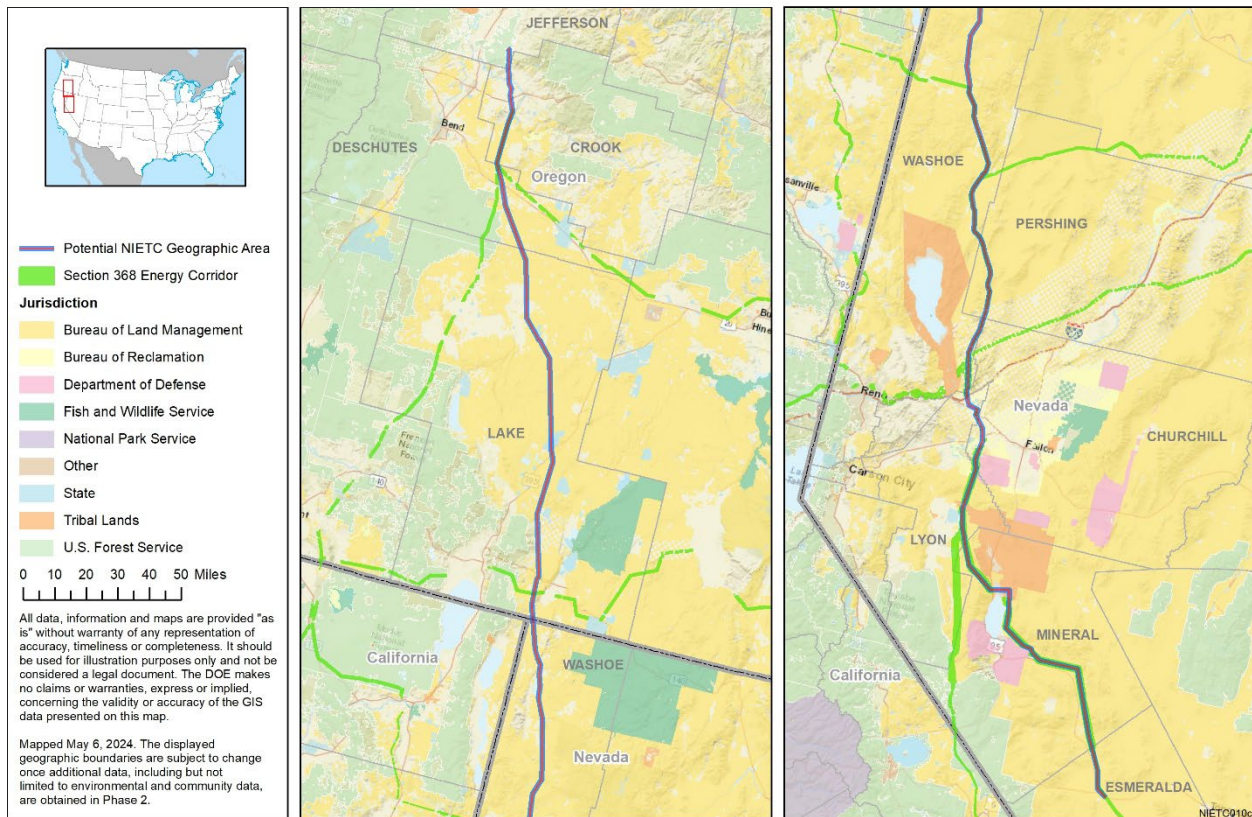 Potential NIETC Geographic Area
Section 368 Energy Corridor
Jurisdiction
Bureau of Land Management
Bureau of Reclamation
Department of Defense
Fish and Wildlife Service
National Park Service
Other
State
Tribal Lands
U.S. Forest Service
0 10 20 30 40 50 Miles
All data, information and maps are provided "as
is" without warranty of any representation of
accuracy, timeliness or completeness. It should
be used for illustration purposes only and not be
considered a legal document. The DOE makes
no claims or warranties, express or implied,
concerning the validity or accuracy of the GIS
data presented on this map.
Mapped May 6, 2024. The displayed
geographic boundaries are subject to change
once additional data, including but not
limited to environmental and community data,
are obtained in Phase 2.
JEFFERSON
Bend
DESCHUTES
CROOK
Oregon
20
LAKE
140
California
WASHOE
140
Nevada
WASHOE
PERSHING
395
Reno
Nevada
Fallon
CHURCHILL
Carson City
LYON
MINERAL
95
California
ESMERALDA
NIETC010c